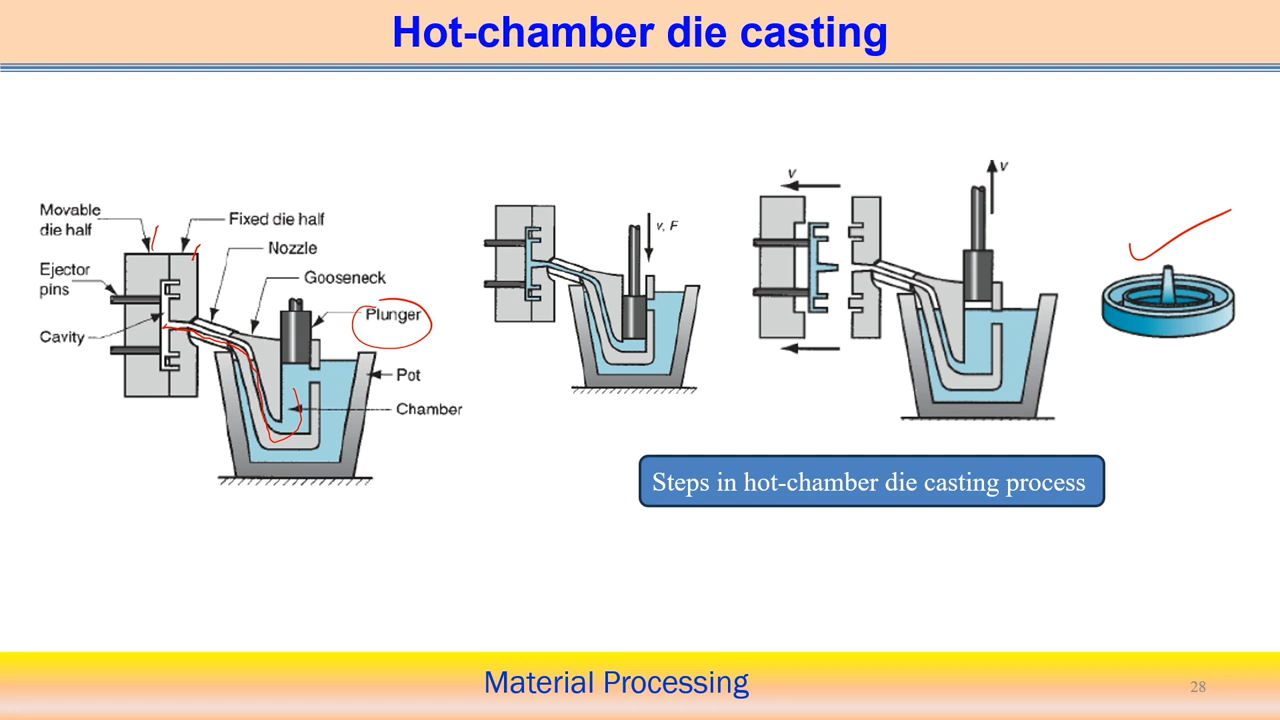 Hot-chamber die casting
Movable
die half
Fixed die half
Nozzle
Ejector
pins
Gooseneck
Plunger
Cavity
Pot
Chamber
v, F
v
v
Steps in hot-chamber die casting process
Material Processing
28